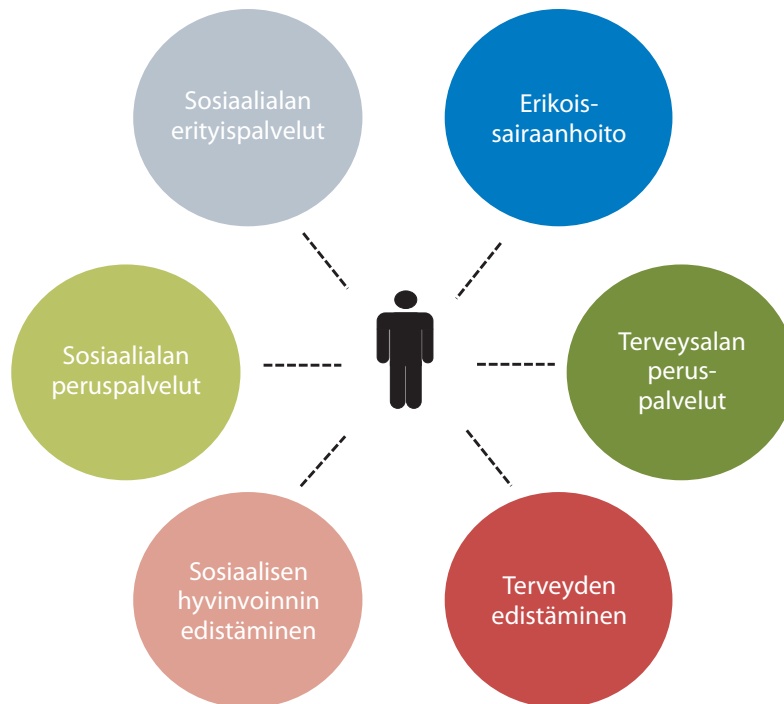 Sosiaalialan
erityispalvelut
Erikois-
sairaanhoito
Sosiaalialan
peruspalvelut
Terveysalan
perus-
palvelut
Sosiaalisen
hyvinvoinnin
edistäminen
Terveyden
edistäminen